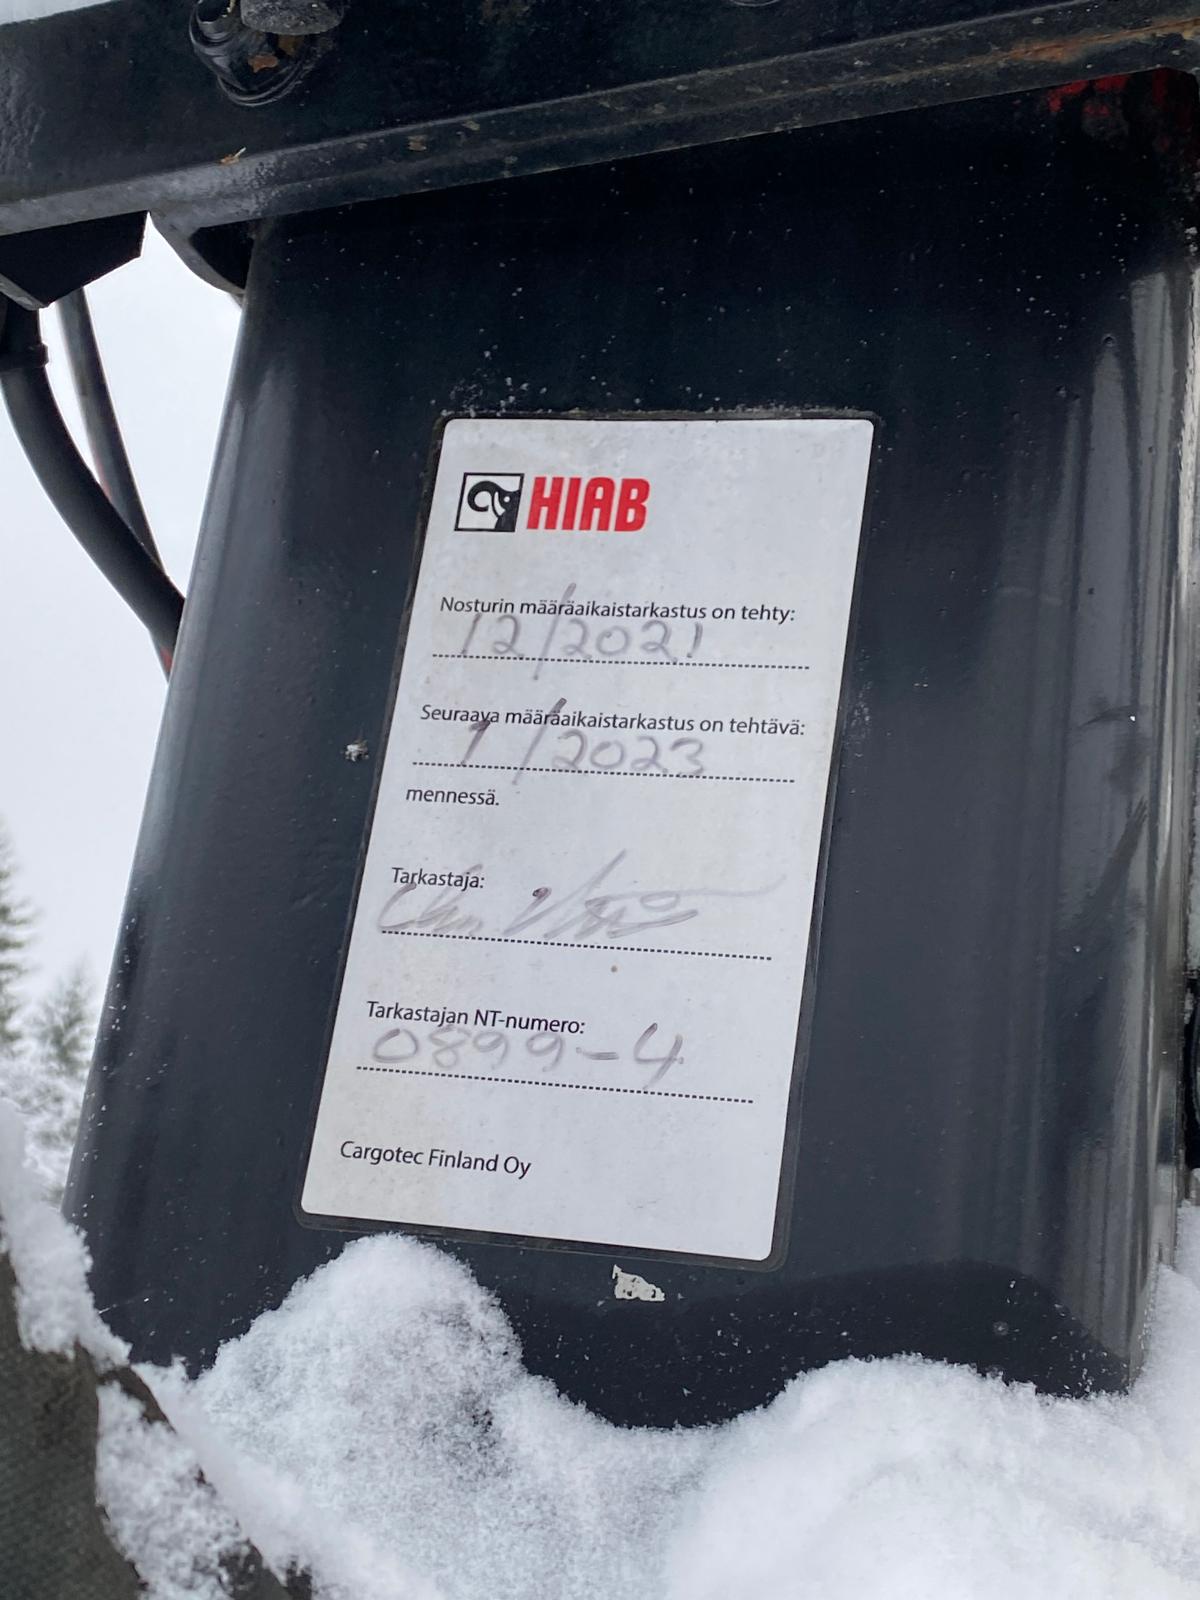 HIAB
Nosturin määräaikaistarkastus on tehty:
12/2021
Seuraava määräaikaistarkastus on tehtävä:
1/2023
mennessä.
Tarkastaja:
Tarkastajan NT-numero:
0899-4
Cargotec Finland Oy